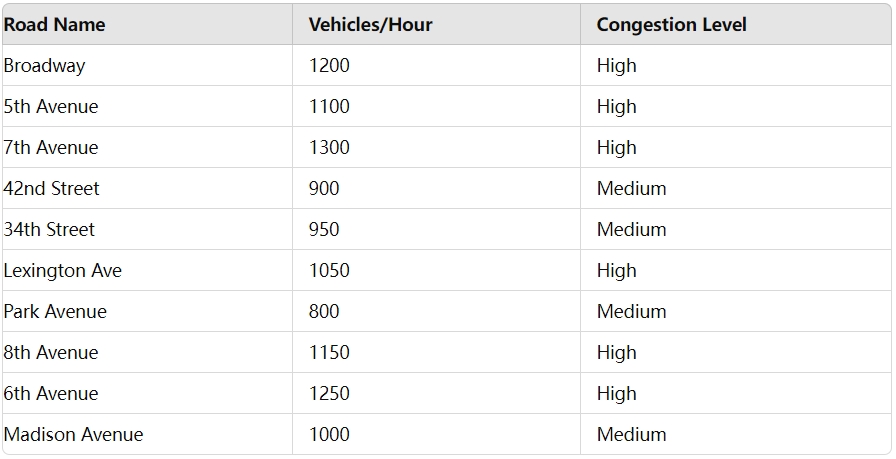 Road Name Vehicles/Hour Congestion Level
Broadway 1200 High
5th Avenue 1100 High
7th Avenue 1300 High
42nd Street 900 Medium
34th Street 950 Medium
Lexington Ave 1050 High
Park Avenue 800 Medium
8th Avenue 1150 High
6th Avenue 1250 High
Madison Avenue 1000 Medium